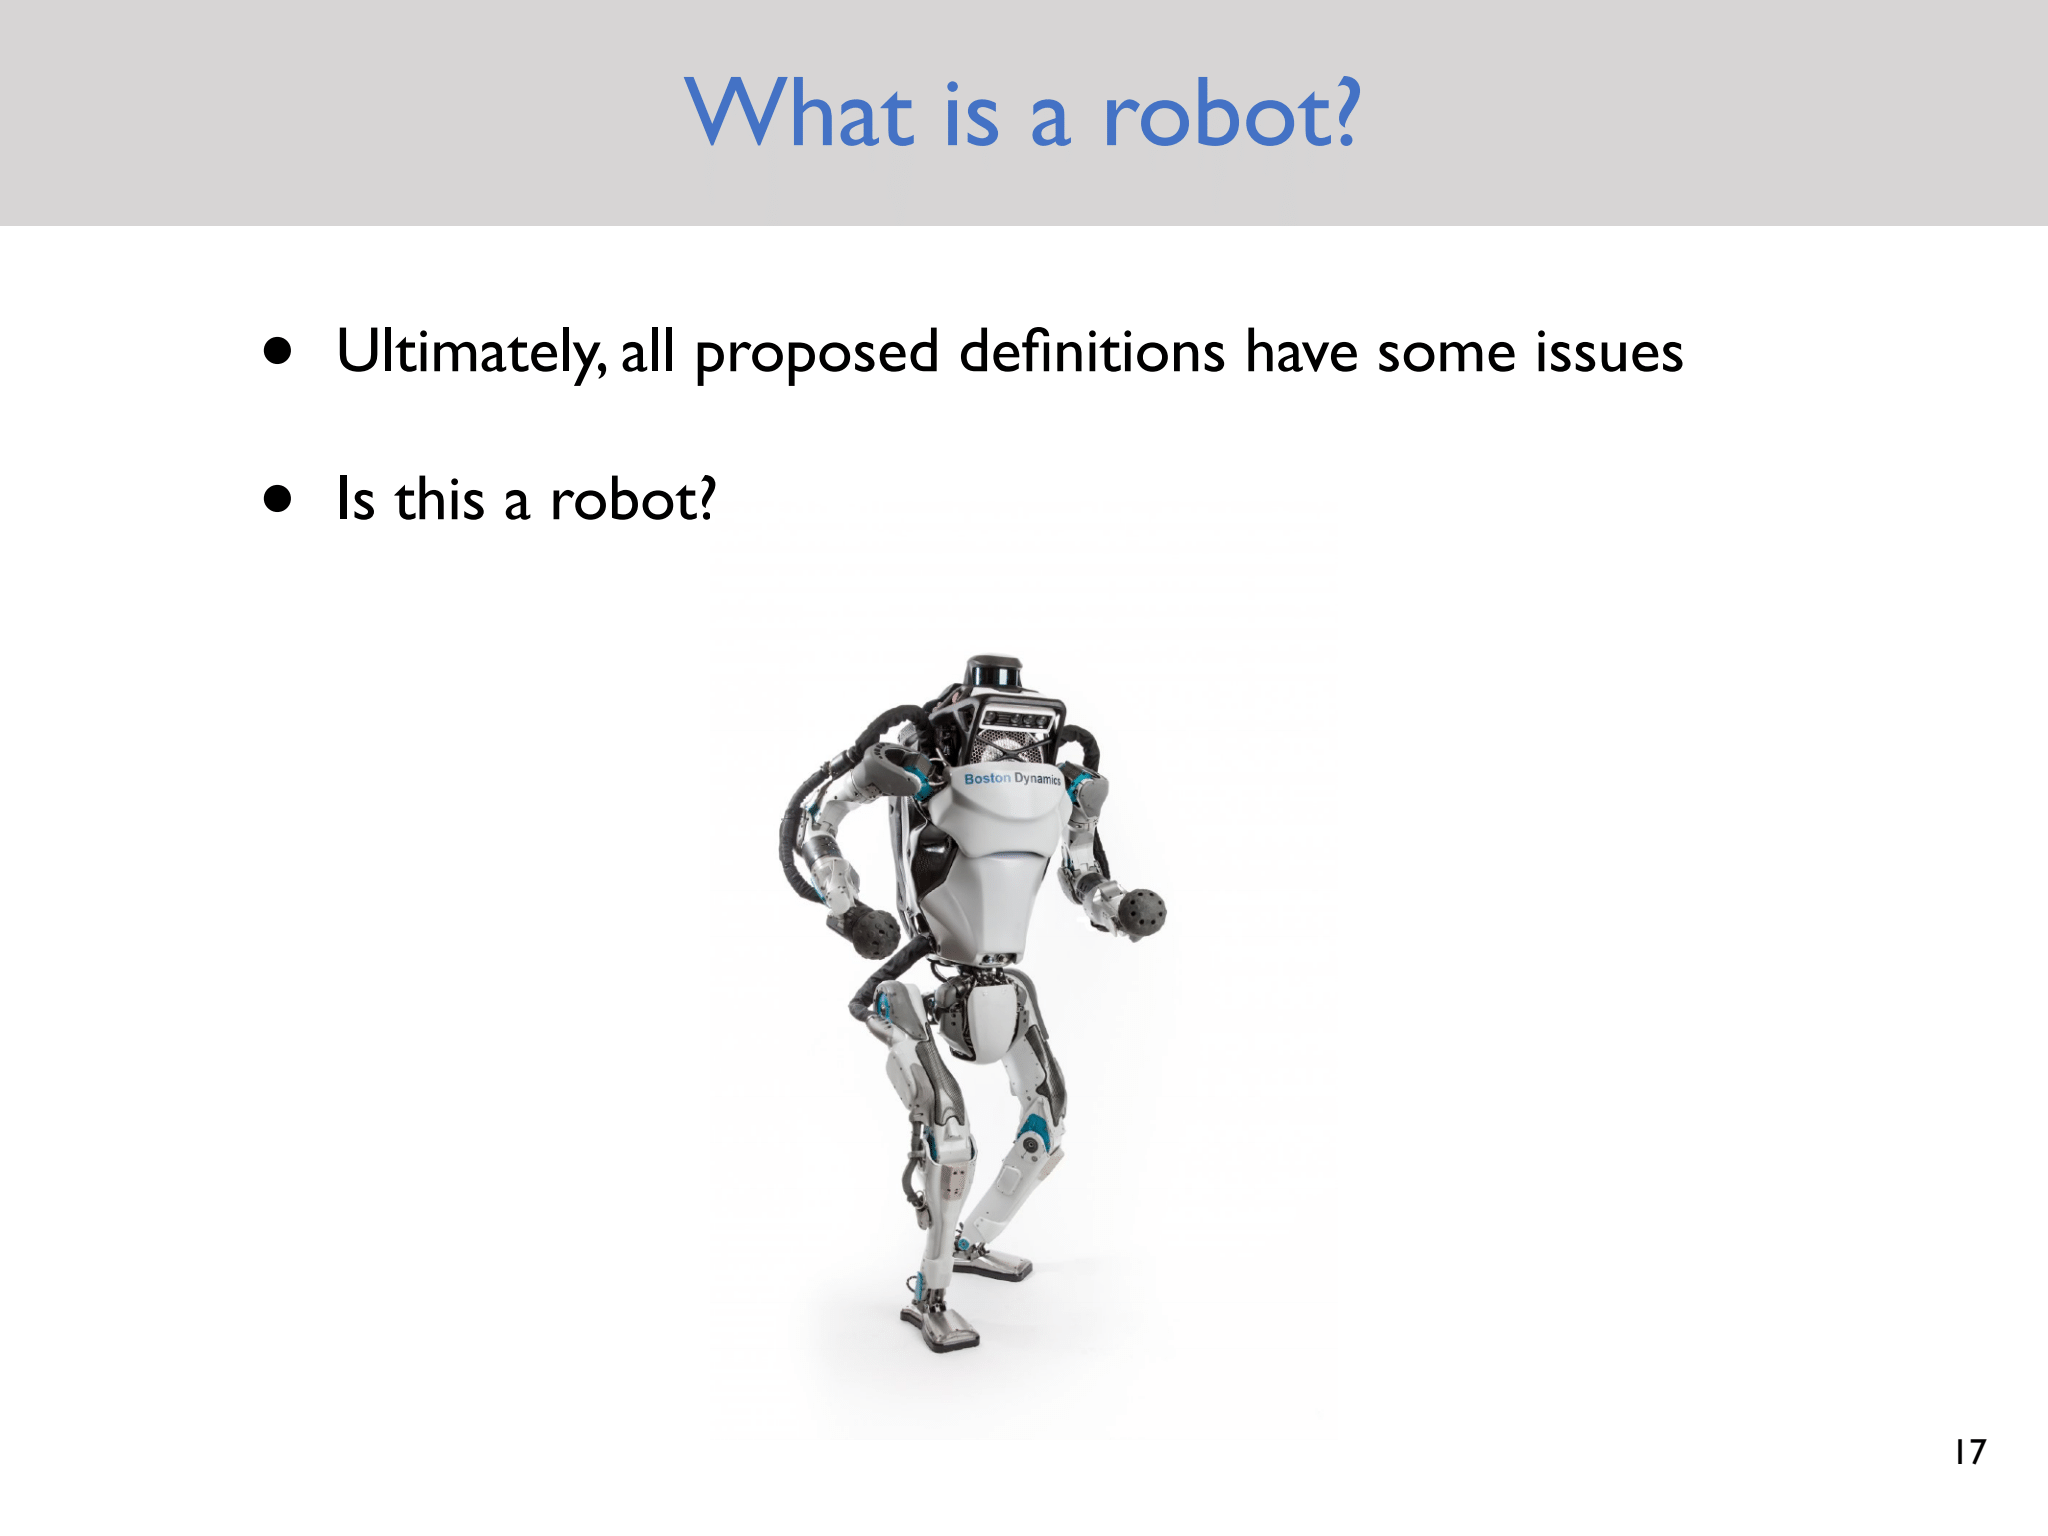 What is a robot?
• Ultimately, all proposed definitions have some issues
• Is this a robot?
Boston Dynamics
17